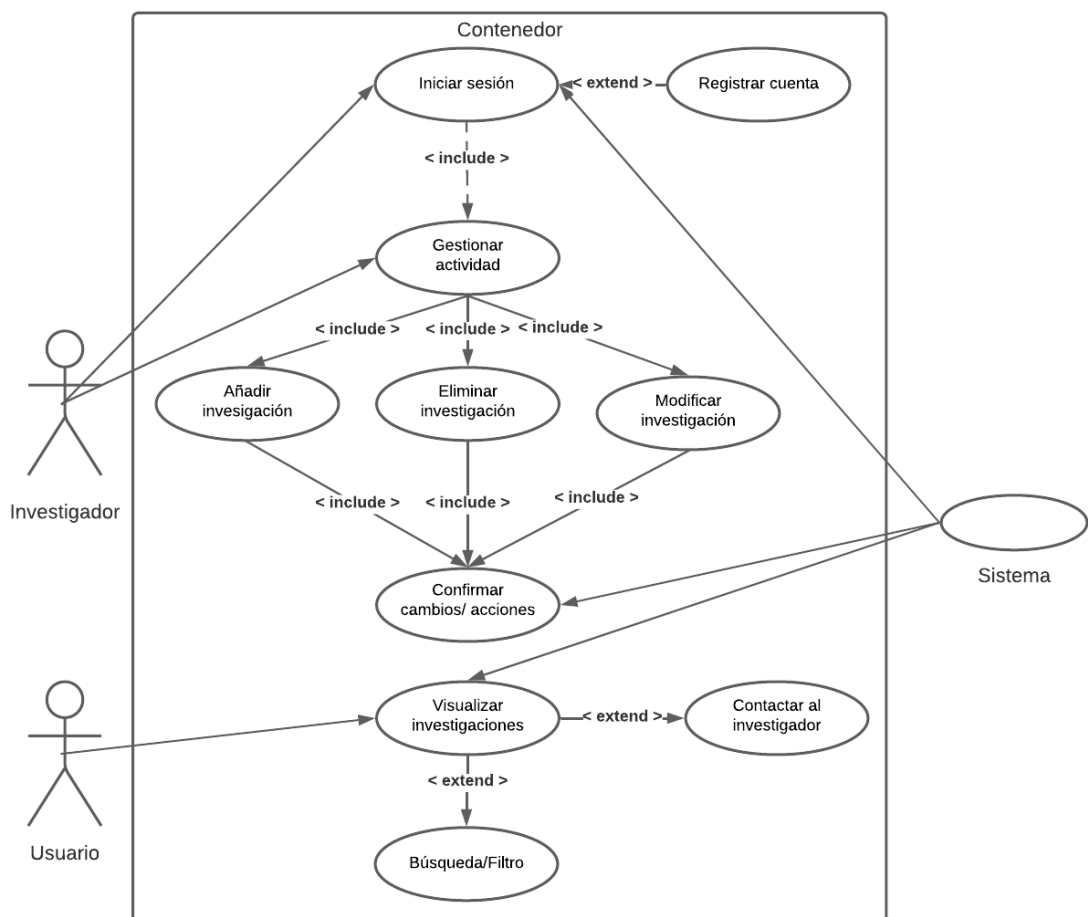 Contenedor
Iniciar sesión
< extend >
Registrar cuenta
< include >
Gestionar
actividad
< include >
< include >
< include >
Añadir
invesigación
Eliminar
investigación
Modificar
investigación
Investigador
< include >
< include >
< include >
Sistema
Confirmar
cambios/ acciones
Visualizar
investigaciones
< extend >
Contactar al
investigador
< extend >
Usuario
Búsqueda/Filtro